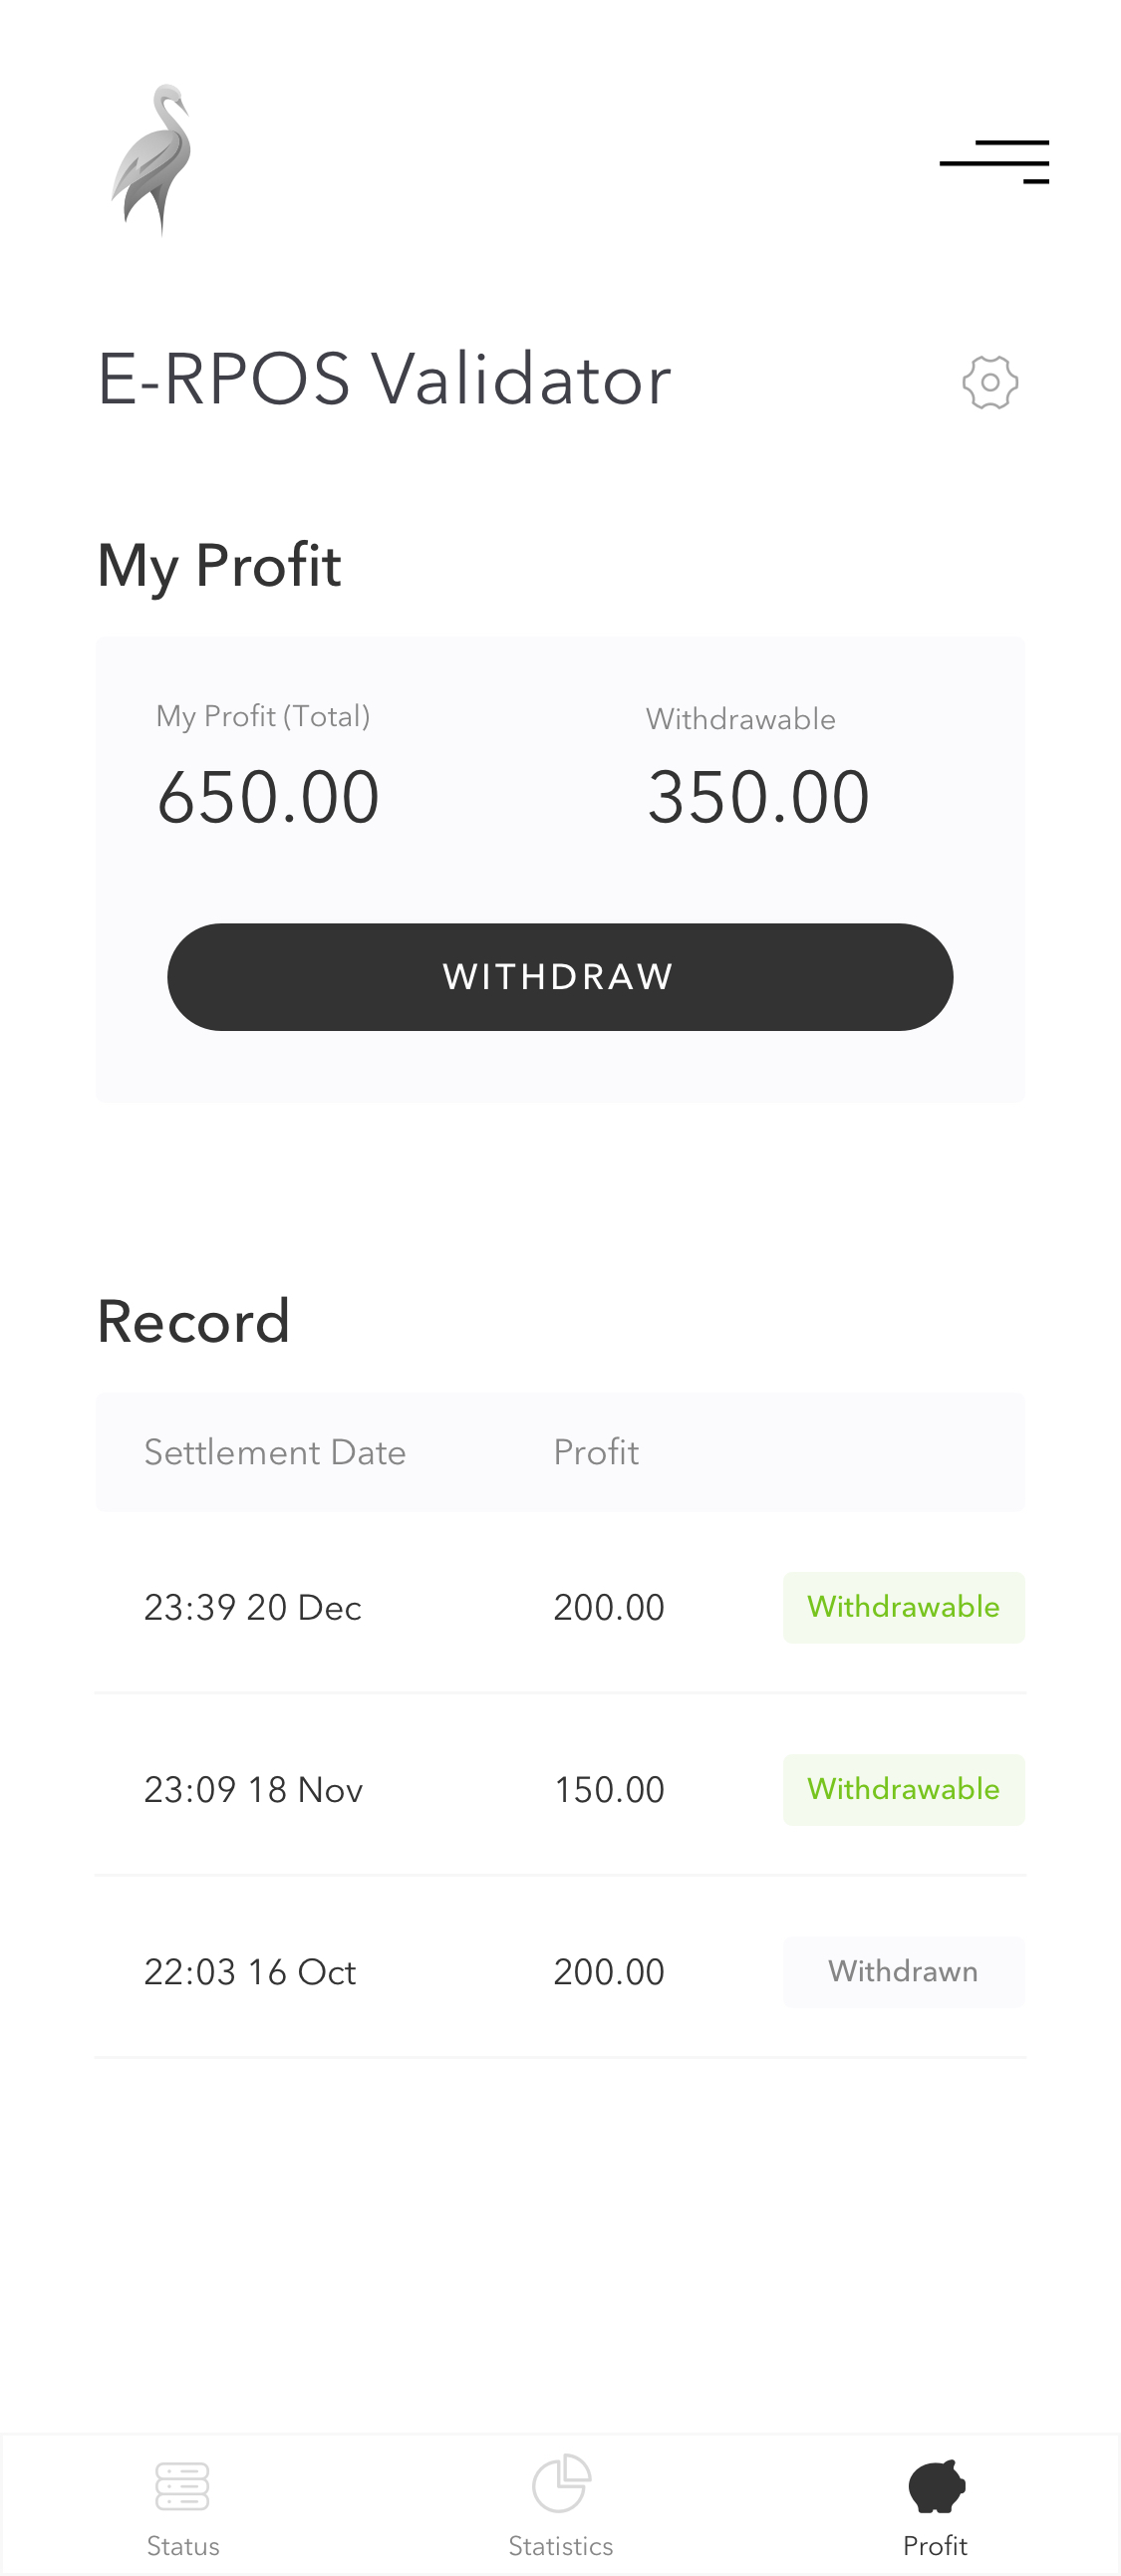 E-RPOS Validator
My Profit
My Profit (Total)
Withdrawable
650.00
350.00
WITHDRAW
Record
Settlement Date Profit
23:39 20 Dec 200.00 Withdrawable
23:09 18 Nov 150.00 Withdrawable
22:03 16 Oct 200.00 Withdrawn
Status Statistics Profit